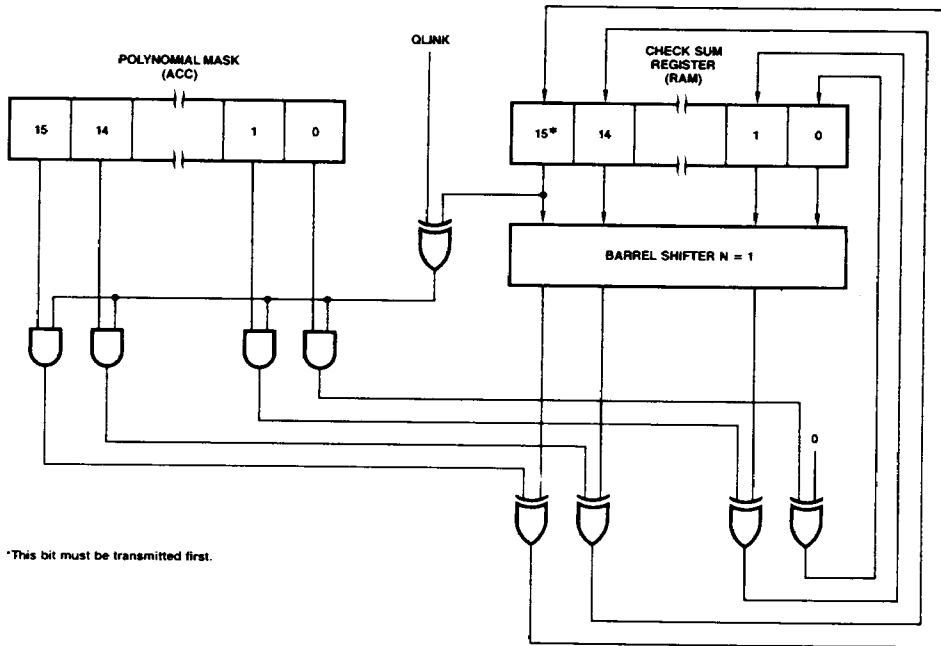 QLINK
POLYNOMIAL MASK
(ACC)
CHECK SUM
REGISTER
(RAM)
15 14 1 0
15* 14 1 0
BARREL SHIFTER N = 1
0
*This bit must be transmitted first.